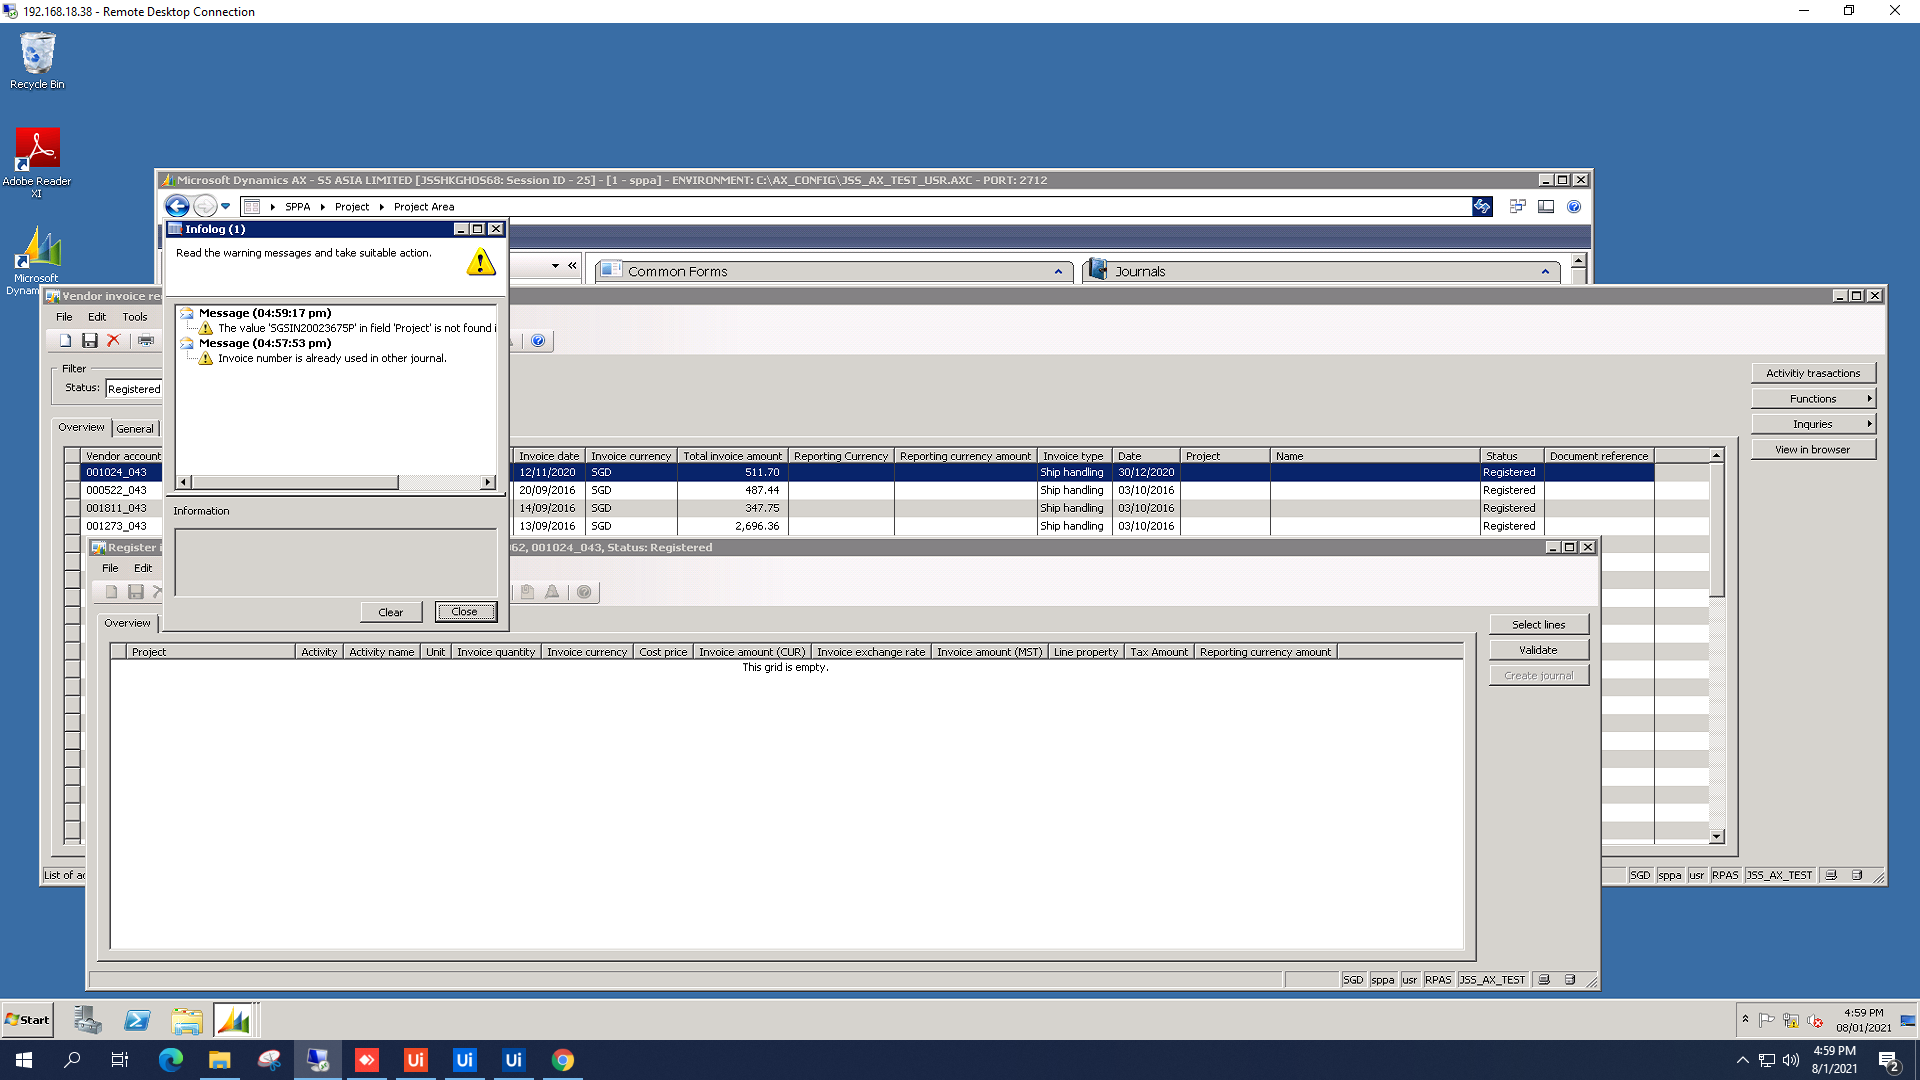 192.168.18.38 - Remote Desktop Connection
Recycle Bin
Adobe Reader XI
Microsoft
Dynam
Microsoft Dynamics AX - S5 ASIA LIMITED [JSSHKGHOS68: Session ID - 25] - [1 - sppa] - ENVIRONMENT: C:\AX_CONFIG\JSS_AX_TEST_USR.AXC - PORT: 2712
SPPA Project Project Area
Common Forms
Journals
Infolog (1)
Read the warning messages and take suitable action.
Message (04:59:17 pm)
The value 'SGSIN20023675P' in field 'Project' is not found i
Message (04:57:53 pm)
Invoice number is already used in other journal.
Information
Clear Close
Vendor invoice re
File Edit Tools
Filter
Status: Registered
Overview General
Activitiy trasactions
Functions
Inquries
View in browser
Vendor account Invoice date Invoice currency Total invoice amount Reporting Currency Reporting currency amount Invoice type Date Project Name Status Document reference
001024_043 12/11/2020 SGD 511.70 Ship handling 30/12/2020 Registered
000522_043 20/09/2016 SGD 487.44 Ship handling 03/10/2016 Registered
001811_043 14/09/2016 SGD 347.75 Ship handling 03/10/2016 Registered
001273_043 13/09/2016 SGD 2,696.36 Ship handling 03/10/2016 Registered
List of ac
SGD sppa usr RPAS JSS_AX_TEST
Register i 062, 001024_043, Status: Registered
File Edit
Overview
Select lines
Validate
Create journal
Project Activity Activity name Unit Invoice quantity Invoice currency Cost price Invoice amount (CUR) Invoice exchange rate Invoice amount (MST) Line property Tax Amount Reporting currency amount
This grid is empty.
SGD sppa usr RPAS JSS_AX_TEST
Start
4:59 PM
08/01/2021
Ui Ui Ui
4:59 PM
8/1/2021
2